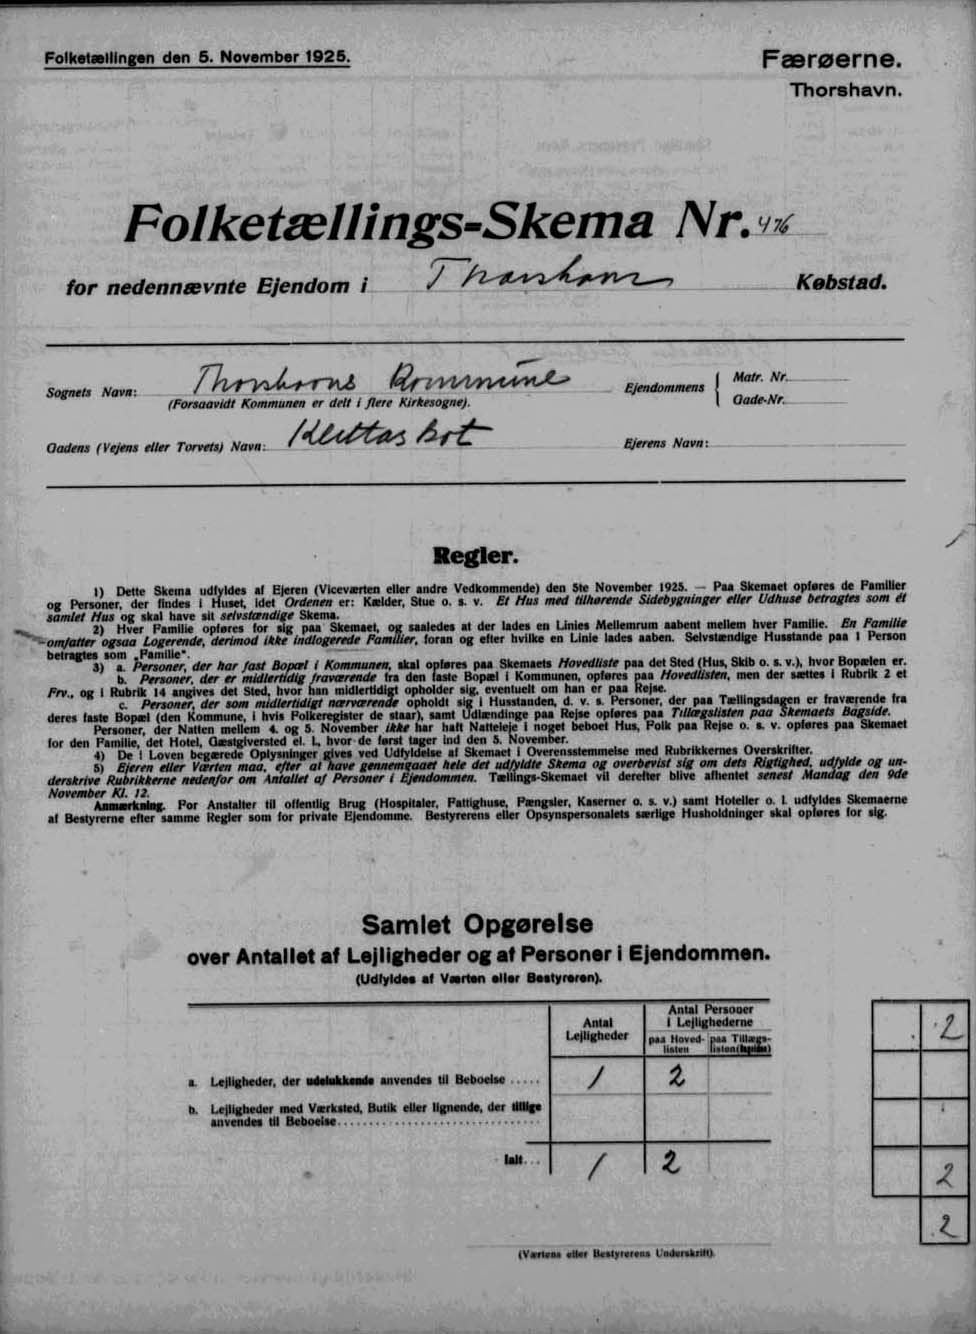 Folketællingen den 5. November 1925.
Færøerne.
Thorshavn.
Folketællings-Skema Nr. 476
for nedennævnte Ejendom i Thorshavn Købstad.
Sognets Navn: Thorshavns Kommune
(Forsaavidt Kommunen er delt i flere Kirkesogne).
Ejendommens { Matr. Nr.
Gade-Nr.
Gadens (Vejens eller Torvets) Navn:
Ejerens Navn:
Regler.
1) Dette Skema udfyldes af Ejeren (Viceværten eller andre Vedkommende) den 5te November 1925. — Paa Skemaet opføres de Familier
og Personer, der findes i Huset, idet Ordenen er: Kælder, Stue o. s. v. Et Hus med tilhørende Sidebygninger eller Udhuse betragtes som ét
samlet Hus og skal have sit selvstændige Skema.
2) Hver Familie opføres for sig paa Skemaet, og saaledes at der lades en Linies Mellemrum aabent mellem hver Familie. En Familie
omfatter ogsaa Logerende, derimod ikke indlogerede Familier, foran og efter hvilke en Linie lades aaben. Selvstændige Husstande paa 1 Person
betragtes som „Familie".
3) a. Personer, der har fast Bopæl i Kommunen, skal opføres paa Skemaets Hovedliste paa det Sted (Hus, Skib o. s. v.), hvor Bopælen er.
b. Personer, der er midlertidig fraværende fra den faste Bopæl i Kommunen, opføres paa Hovedlisten, men der sættes i Rubrik 2 et
Frv., og i Rubrik 14 angives det Sted, hvor han midlertidigt opholder sig, eventuelt om han er paa Rejse.
c. Personer, der som midlertidigt nærværende opholdt sig i Husstanden, d. v. s. Personer, der paa Tællingsdagen er fraværende fra
deres faste Bopæl (den Kommune, i hvis Folkeregister de staar), samt Udlændinge paa Rejse opføres paa Tillægslisten paa Skemaets Bagside.
Personer, der Natten mellem 4. og 5. November ikke har haft Natteleje i noget beboet Hus, Folk paa Rejse o. s. v. opføres paa Skemaet
for den Familie, det Hotel, Gæstgiversted el. l., hvor de først tager ind den 5. November.
4) De i Loven begærede Oplysninger gives ved Udfyldelse af Skemaet i Overensstemmelse med Rubrikkernes Overskrifter.
5) Ejeren eller Værten maa, efter at have gennemgaaet hele det udfyldte Skema og overbevist sig om dets Rigtighed, udfylde og un-
derskrive Rubrikkerne nedenfor om Antallet af Personer i Ejendommen. Tællings-Skemaet vil derefter blive afhentet senest Mandag den 9de
November Kl. 12.
Anmærkning. For Anstalter til offentlig Brug (Hospitaler, Fattighuse, Fængsler, Kaserner o. s. v.) samt Hoteller o. l. udfyldes Skemaerne
af Bestyrerne efter samme Regler som for private Ejendomme. Bestyrerens eller Opsynspersonalets særlige Husholdninger skal opføres for sig.
Samlet Opgørelse
over Antallet af Lejligheder og af Personer i Ejendommen.
(Udfyldes af Værten eller Bestyreren).
Antal
Lejligheder
Antal Personer
i Lejlighederne
paa Hoved-
listen
paa Tillægs-
listen (bagsiden)
a. Lejligheder, der udelukkende anvendes til Beboelse ..... 1 2
b. Lejligheder med Værksted, Butik eller lignende, der tillige
anvendes til Beboelse
Ialt... 1 2
2
2
2
(Værtens eller Bestyrerens Underskrift).